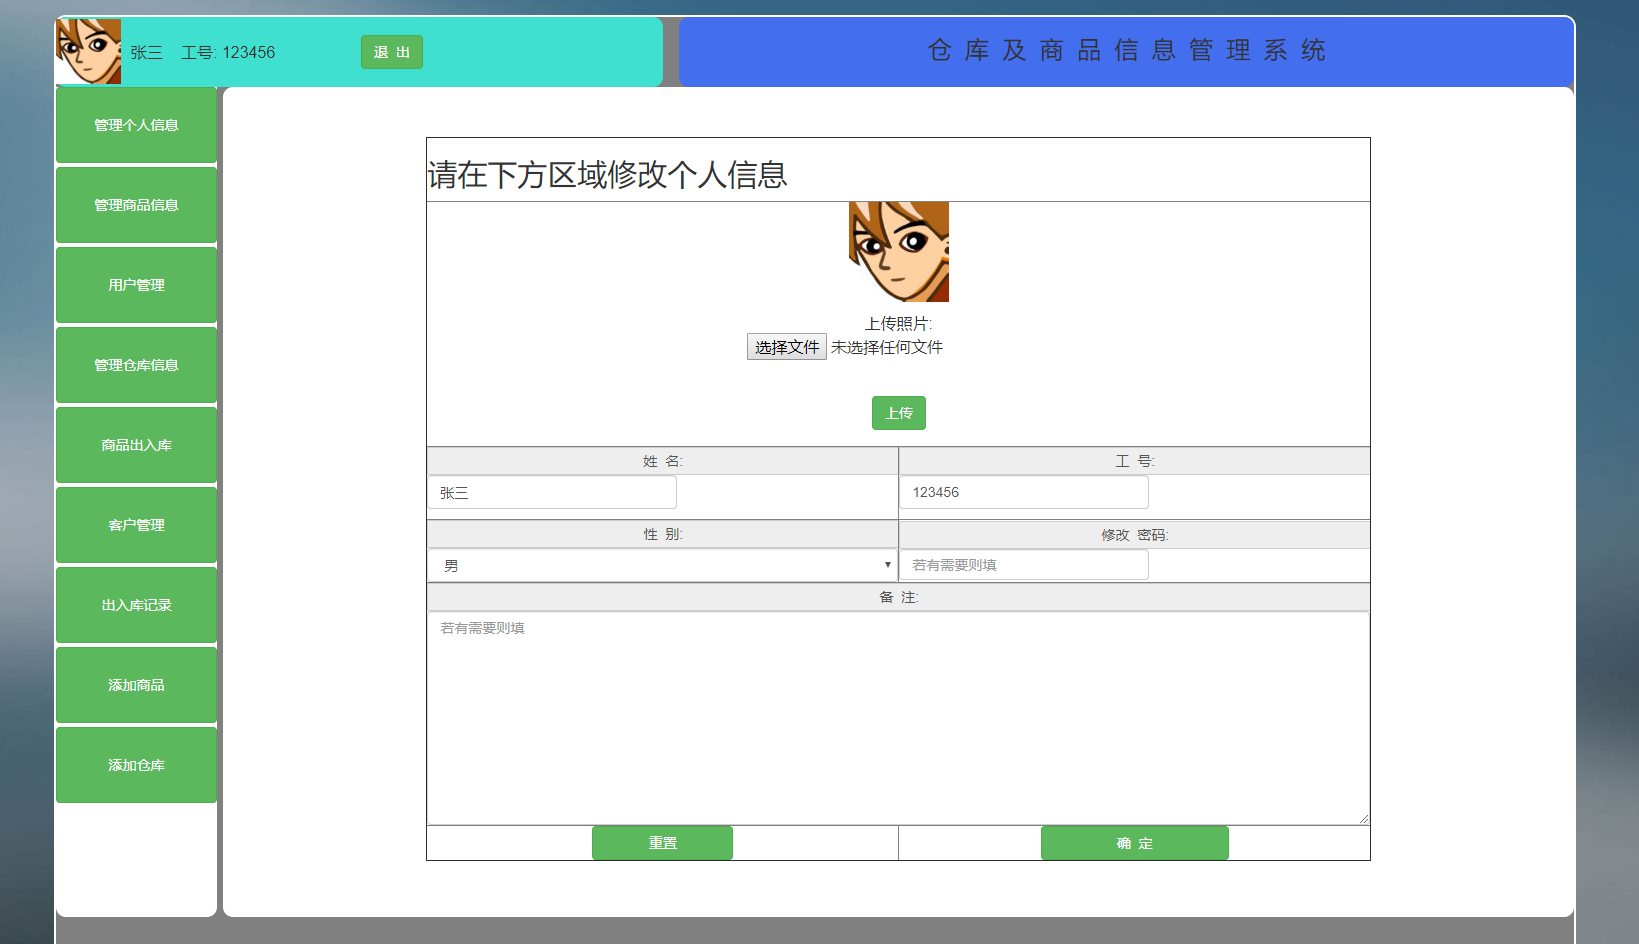 张三 工号: 123456 退 出
仓 库 及 商 品 信 息 管 理 系 统
管理个人信息
管理商品信息
用户管理
管理仓库信息
商品出入库
客户管理
出入库记录
添加商品
添加仓库
请在下方区域修改个人信息
上传照片:
选择文件 未选择任何文件
上传
姓 名: 工 号:
张三 123456
性 别: 修改 密码:
男 若有需要则填
备 注:
若有需要则填
重置 确 定